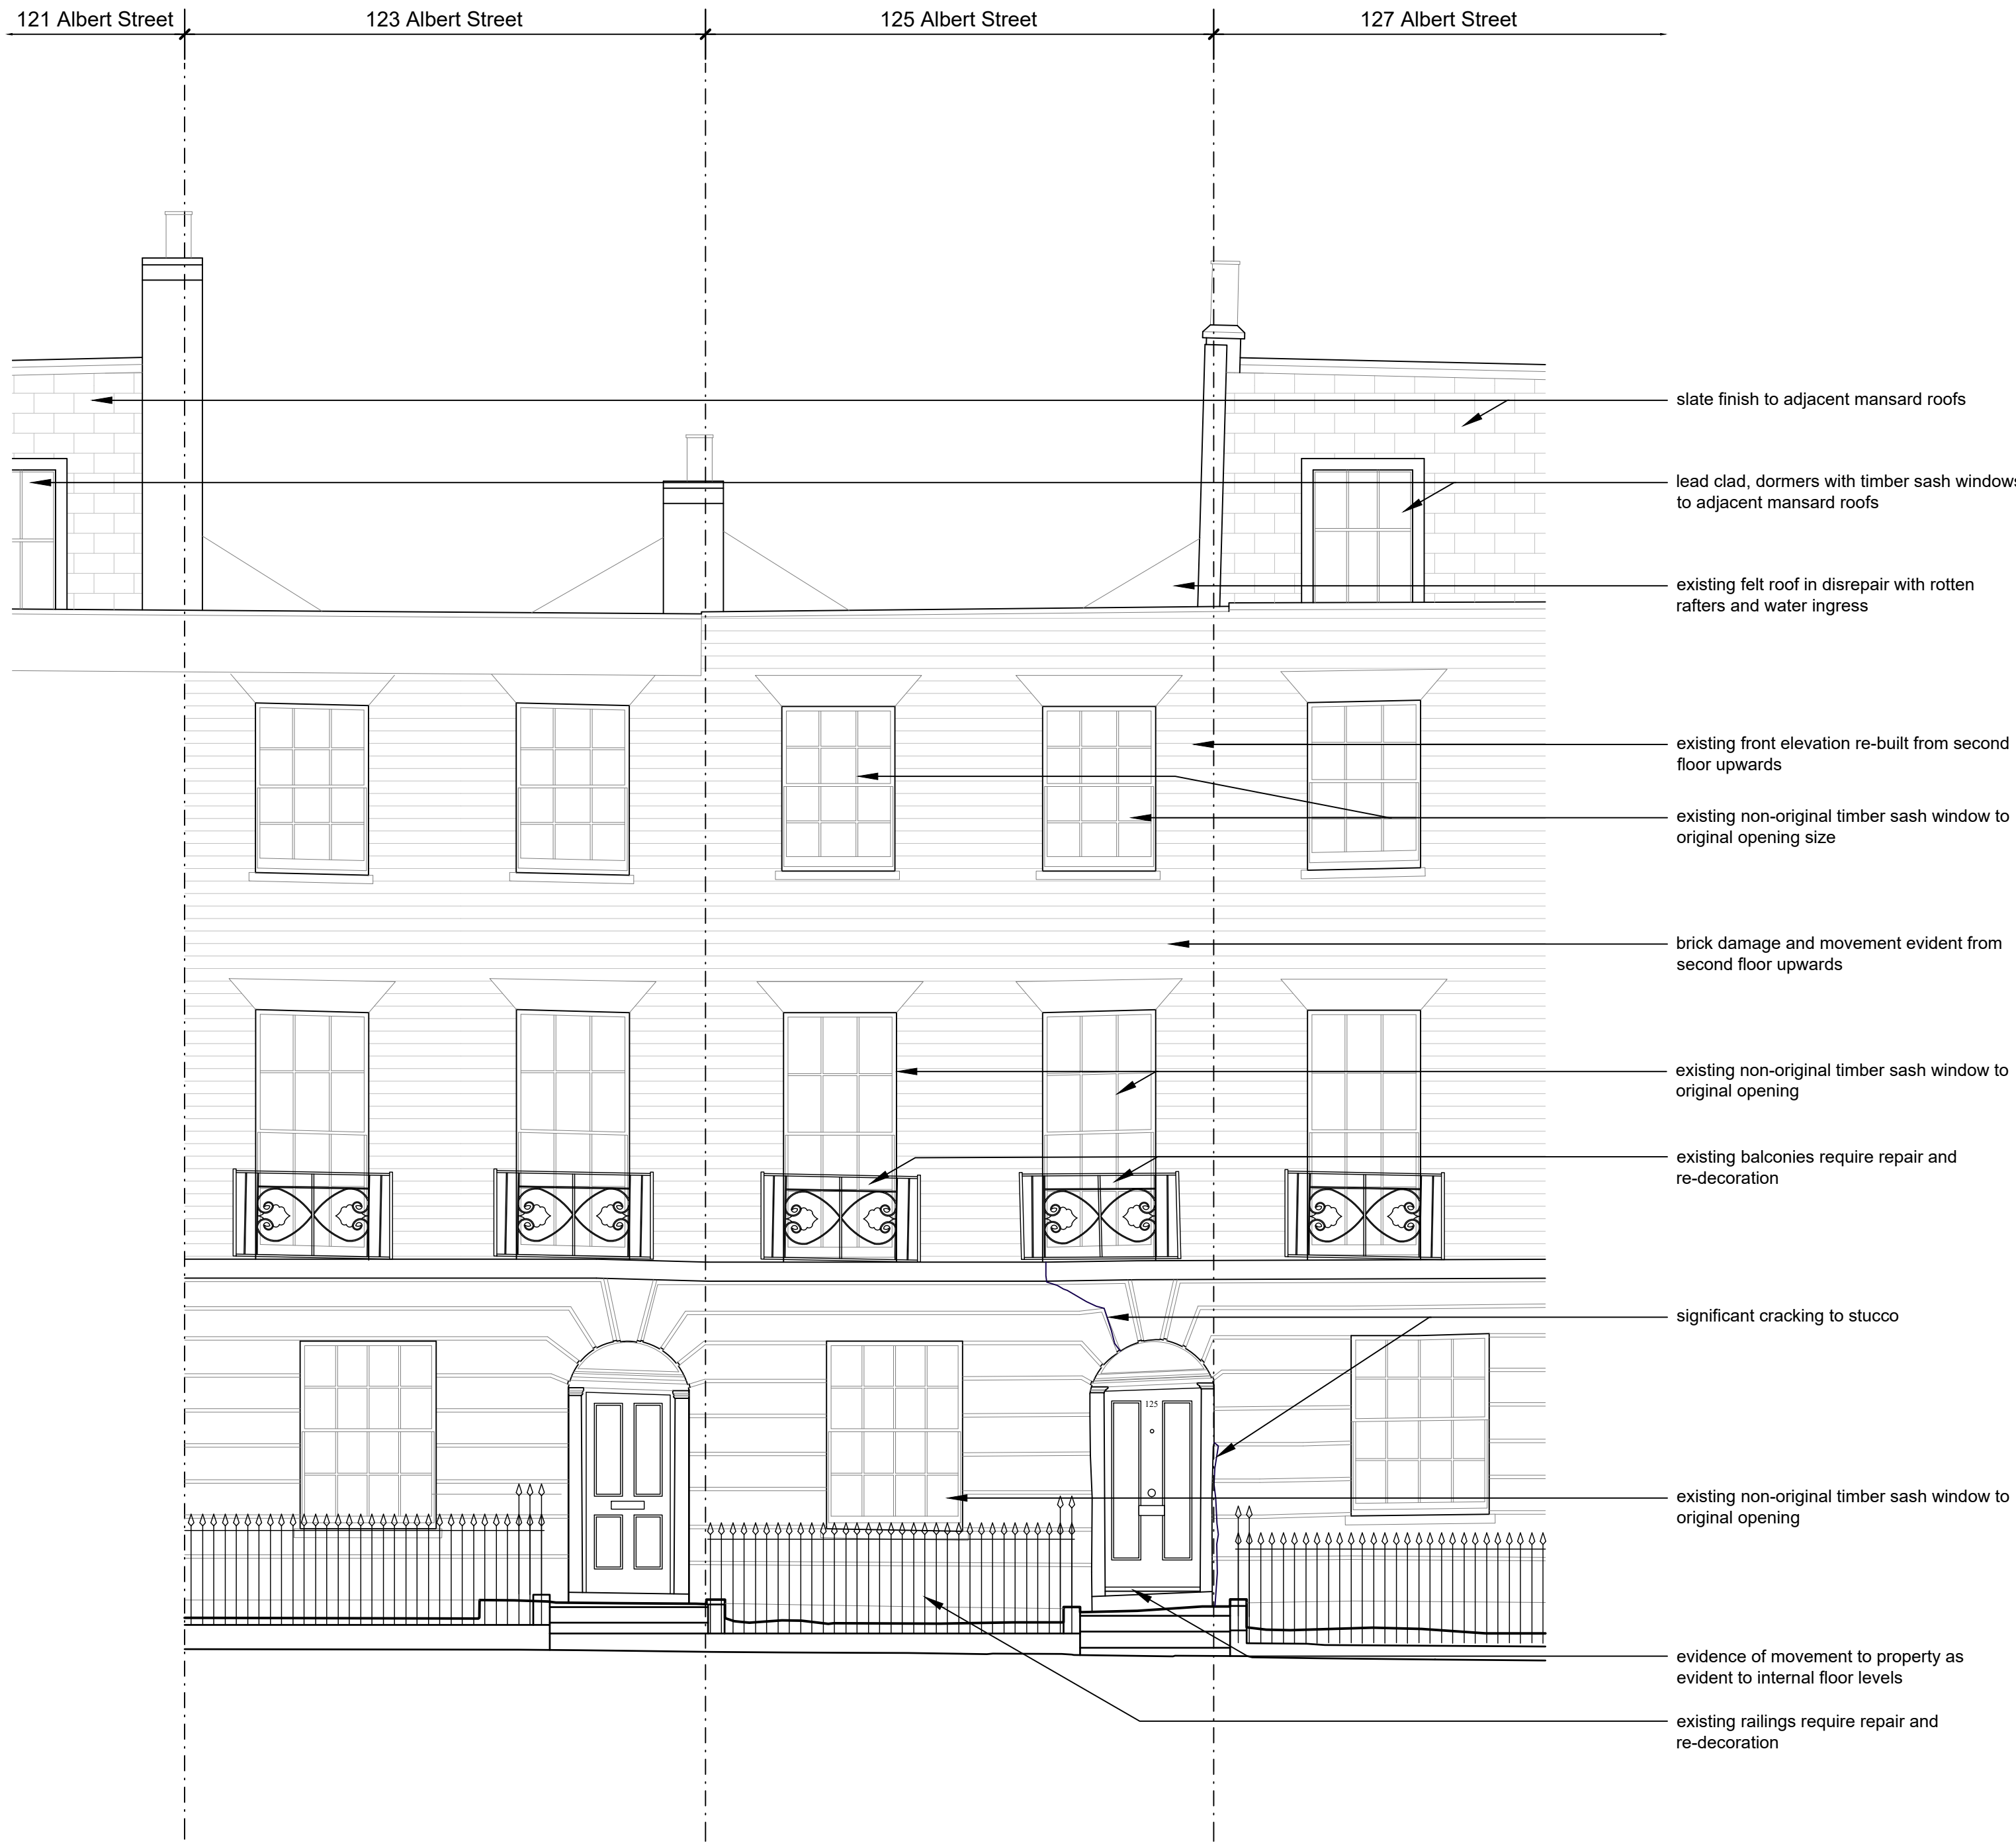 121 Albert Street
123 Albert Street
125 Albert Street
127 Albert Street
slate finish to adjacent mansard roofs
lead clad, dormers with timber sash windows
to adjacent mansard roofs
existing felt roof in disrepair with rotten
rafters and water ingress
existing front elevation re-built from second
floor upwards
existing non-original timber sash window to
original opening size
brick damage and movement evident from
second floor upwards
existing non-original timber sash window to
original opening
existing balconies require repair and
re-decoration
significant cracking to stucco
125
existing non-original timber sash window to
original opening
evidence of movement to property as
evident to internal floor levels
existing railings require repair and
re-decoration